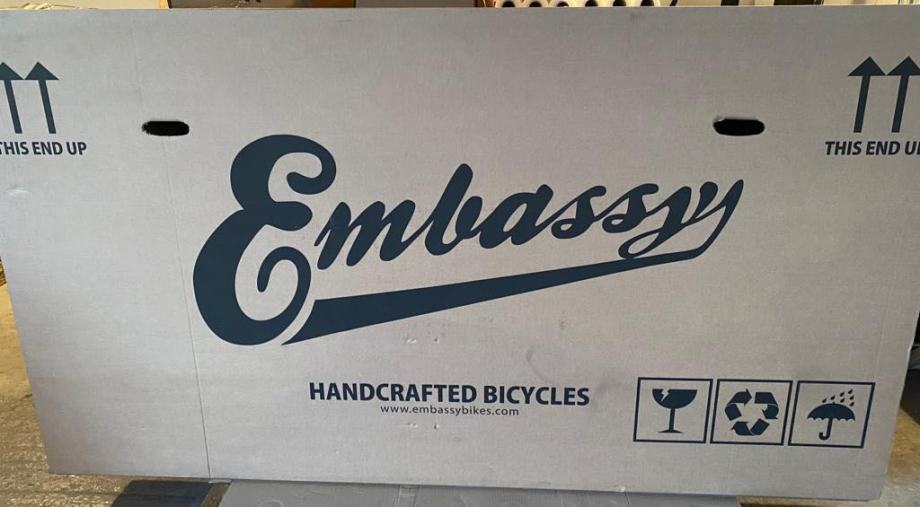 THIS END UP
THIS END UP
Embassy
HANDCRAFTED BICYCLES
www.embassybikes.com